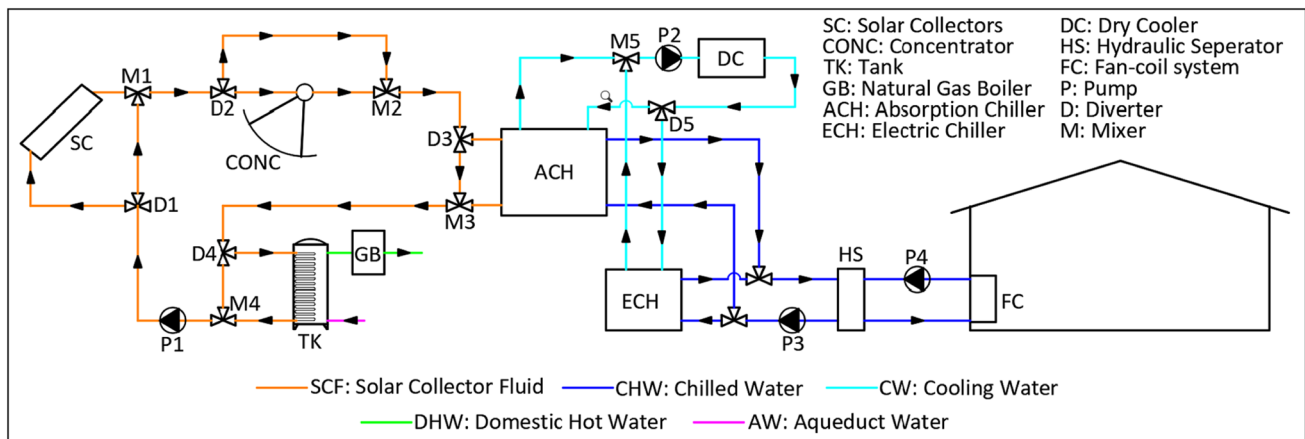 SC: Solar Collectors
CONC: Concentrator
TK: Tank
GB: Natural Gas Boiler
ACH: Absorption Chiller
ECH: Electric Chiller
DC: Dry Cooler
HS: Hydraulic Seperator
FC: Fan-coil system
P: Pump
D: Diverter
M: Mixer
M5
P2
DC
M1
D2
M2
D5
SC
CONC
D3
ACH
D1
M3
D4
GB
HS
P4
ECH
FC
M4
P1
TK
P3
SCF: Solar Collector Fluid
CHW: Chilled Water
CW: Cooling Water
DHW: Domestic Hot Water
AW: Aqueduct Water